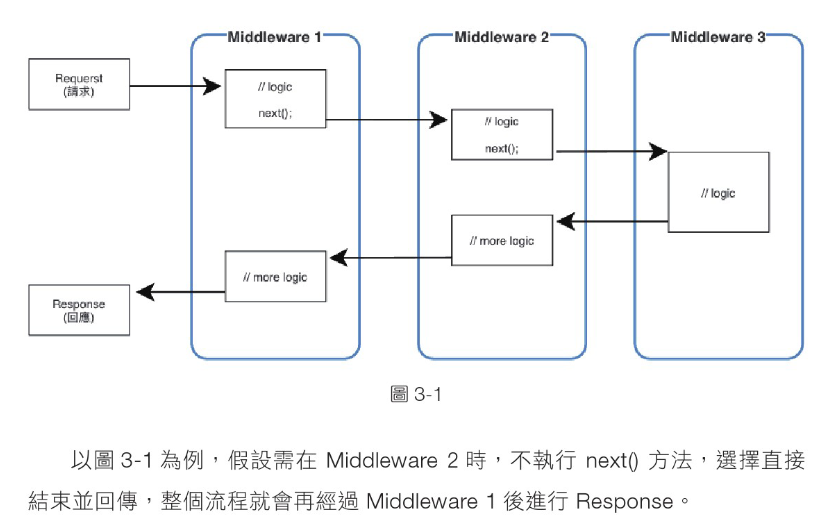 Middleware 1
Middleware 2
Middleware 3
Requerst
(請求)
// logic
next();
// logic
next();
// logic
// more logic
// more logic
Response
(回應)
圖 3-1
以圖 3-1 為例，假設需在 Middleware 2 時，不執行 next() 方法，選擇直接
結束並回傳，整個流程就會再經過 Middleware 1 後進行 Response。